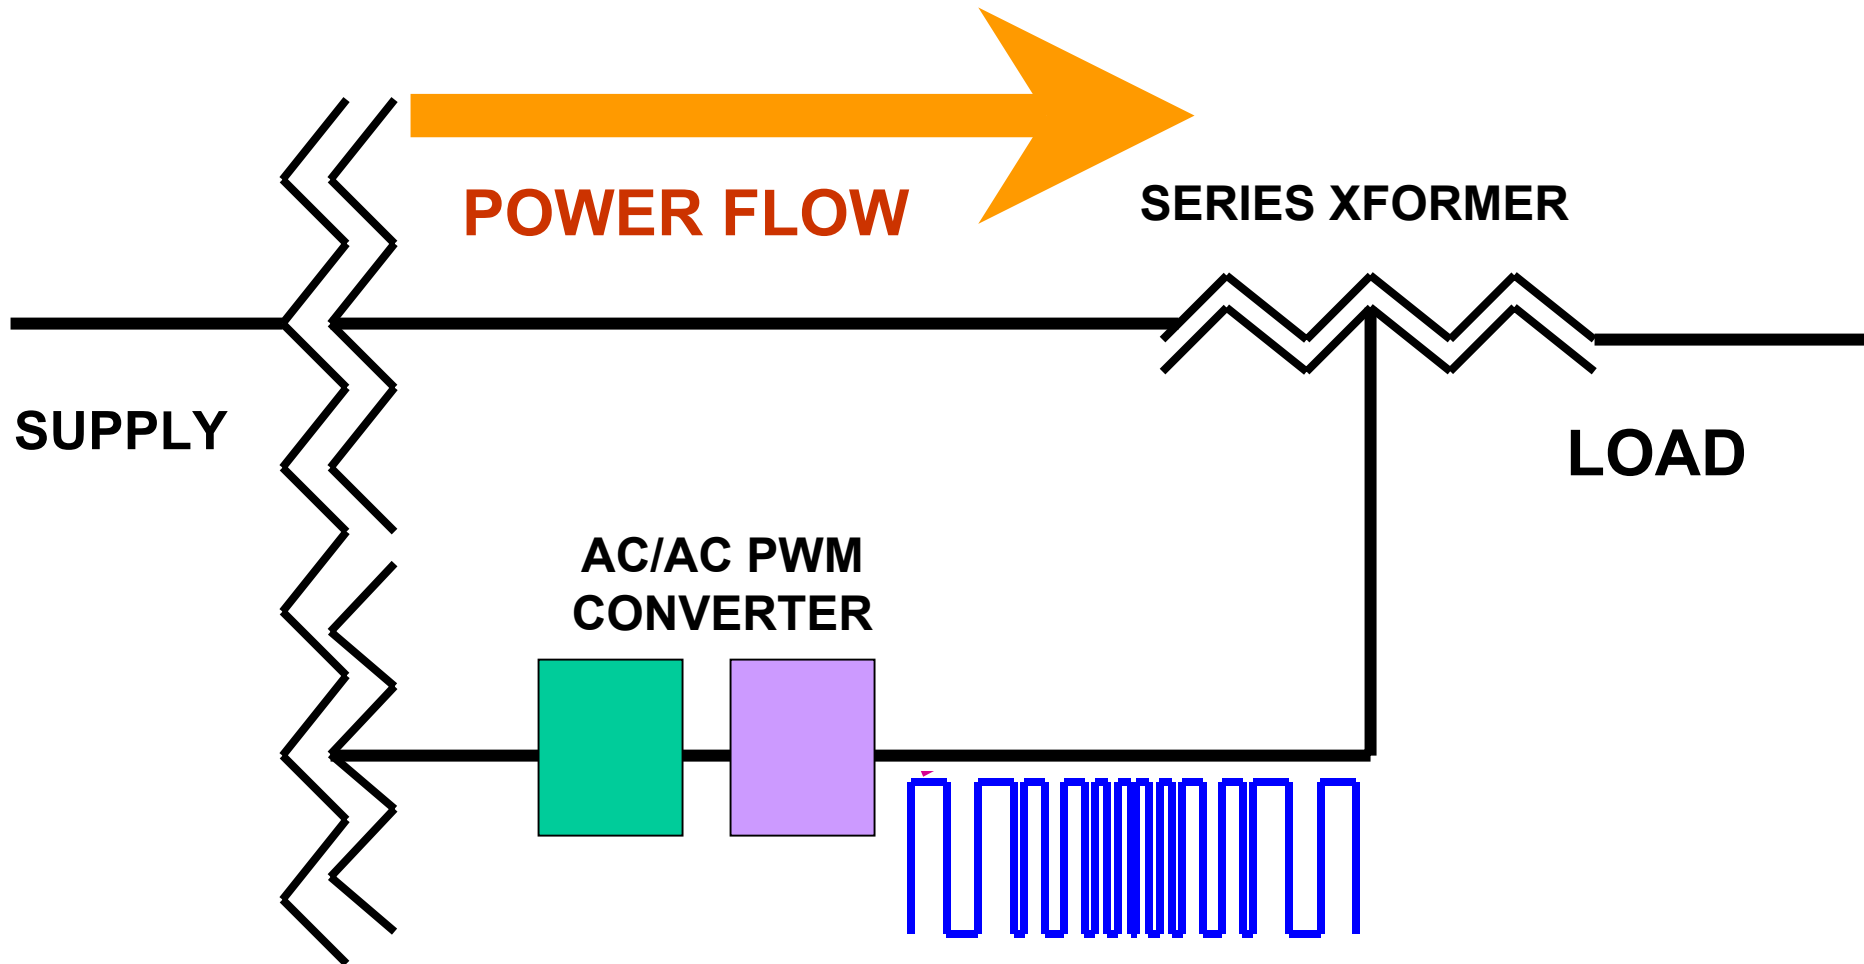 POWER FLOW
SERIES XFORMER
SUPPLY
LOAD
AC/AC PWM
CONVERTER